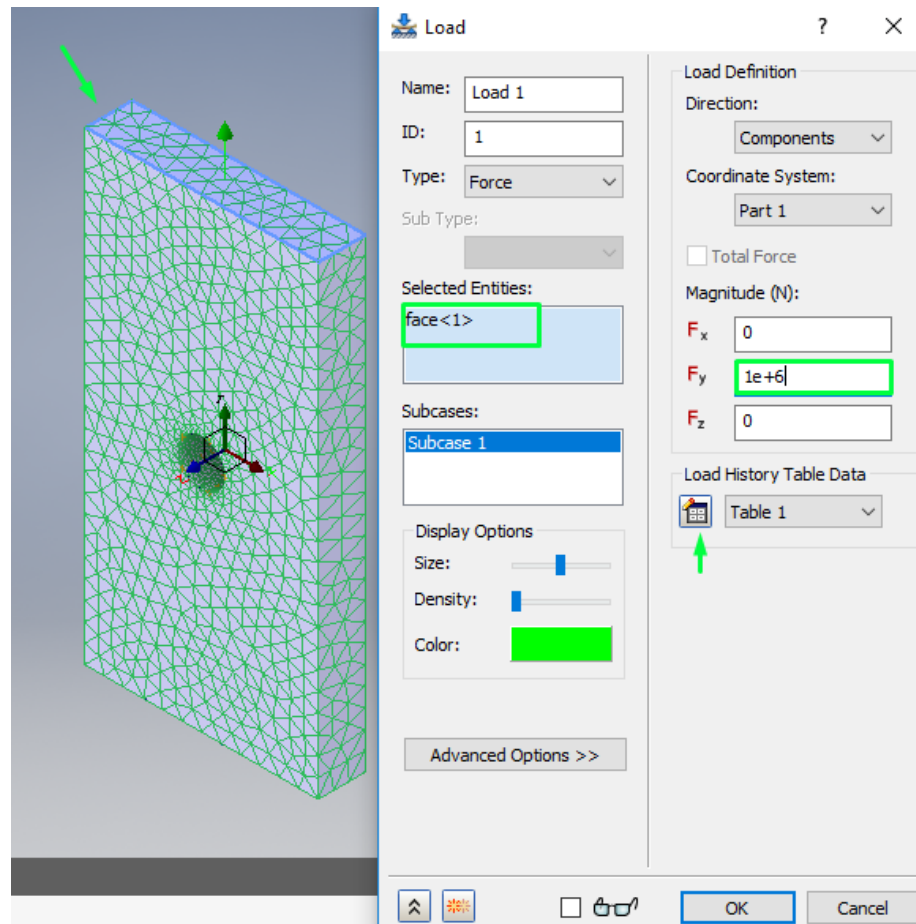 Load
?
Name:
Load 1
ID:
1
Type:
Force
Sub Type:
Selected Entities:
face<1>
Subcases:
Subcase 1
Display Options
Size:
Density:
Color:
Advanced Options >>
Load Definition
Direction:
Components
Coordinate System:
Part 1
Total Force
Magnitude (N):
Fx
0
Fy
1e+6
Fz
0
Load History Table Data
Table 1
OK
Cancel